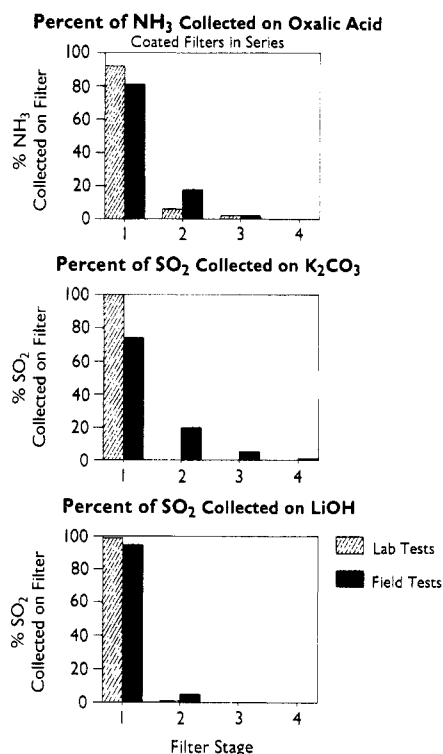 Percent of NH3 Collected on Oxalic Acid
Coated Filters in Series
% NH3
Collected on Filter
100
80
60
40
20
0
1 2 3 4
Percent of SO2 Collected on K2CO3
% SO2
Collected on Filter
100
80
60
40
20
0
1 2 3 4
Percent of SO2 Collected on LiOH
% SO2
Collected on Filter
100
80
60
40
20
0
1 2 3 4
Filter Stage
Lab Tests
Field Tests